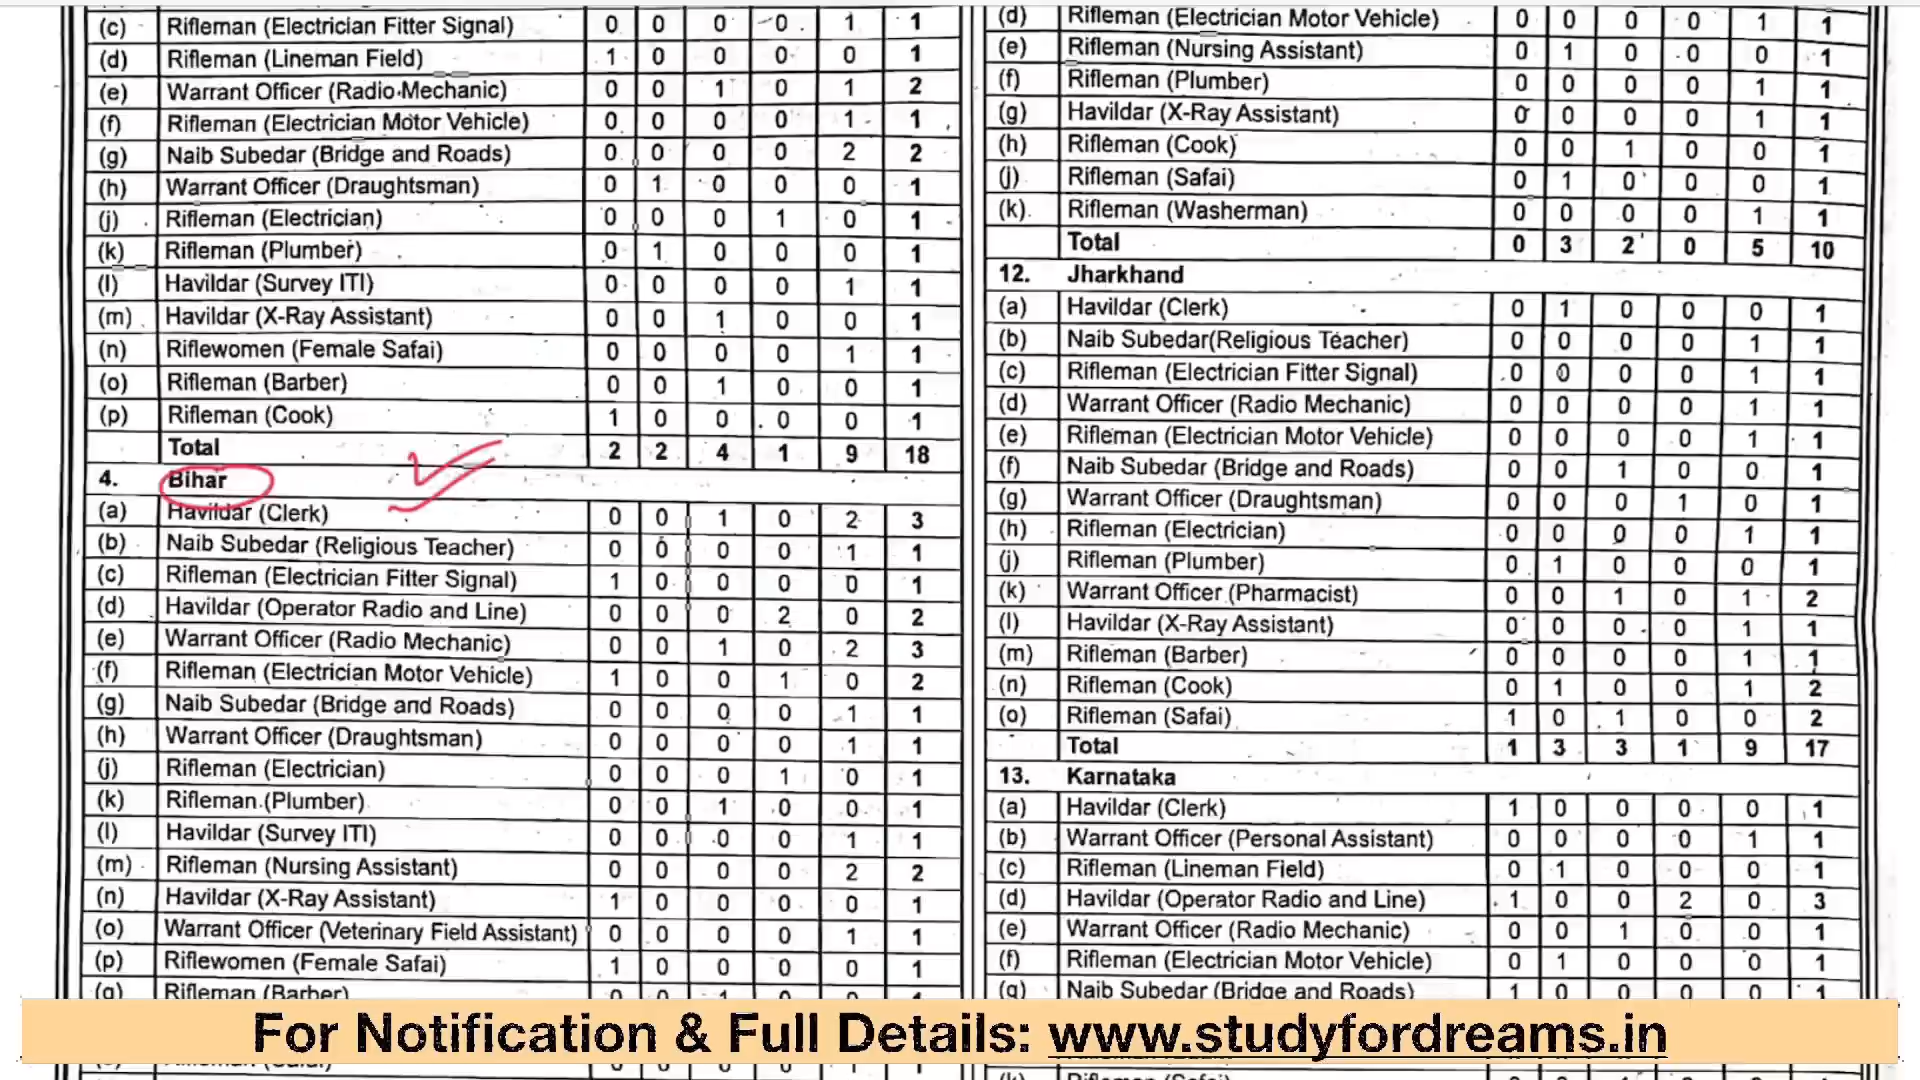 (c) Rifleman (Electrician Fitter Signal) 0 0 0 0 1 1
(d) Rifleman (Lineman Field) 1 0 0 0 0 1
(e) Warrant Officer (Radio Mechanic) 0 0 1 0 1 2
(f) Rifleman (Electrician Motor Vehicle) 0 0 0 0 1 1
(g) Naib Subedar (Bridge and Roads) 0 0 0 0 2 2
(h) Warrant Officer (Draughtsman) 0 1 0 0 0 1
(j) Rifleman (Electrician) 0 0 0 1 0 1
(k) Rifleman (Plumber) 0 1 0 0 0 1
(l) Havildar (Survey ITI) 0 0 0 0 1 1
(m) Havildar (X-Ray Assistant) 0 0 1 0 0 1
(n) Riflewomen (Female Safai) 0 0 0 0 1 1
(o) Rifleman (Barber) 0 0 1 0 0 1
(p) Rifleman (Cook) 1 0 0 0 0 1
Total 2 2 4 1 9 18
4. Bihar
(a) Havildar (Clerk) 0 0 1 0 2 3
(b) Naib Subedar (Religious Teacher) 0 0 0 0 1 1
(c) Rifleman (Electrician Fitter Signal) 1 0 0 0 0 1
(d) Havildar (Operator Radio and Line) 0 0 0 2 0 2
(e) Warrant Officer (Radio Mechanic) 0 0 1 0 2 3
(f) Rifleman (Electrician Motor Vehicle) 1 0 0 1 0 2
(g) Naib Subedar (Bridge and Roads) 0 0 0 0 1 1
(h) Warrant Officer (Draughtsman) 0 0 0 0 1 1
(j) Rifleman (Electrician) 0 0 0 1 0 1
(k) Rifleman (Plumber) 0 0 1 0 0 1
(l) Havildar (Survey ITI) 0 0 0 0 1 1
(m) Rifleman (Nursing Assistant) 0 0 0 0 2 2
(n) Havildar (X-Ray Assistant) 1 0 0 0 0 1
(o) Warrant Officer (Veterinary Field Assistant) 0 0 0 0 1 1
(p) Riflewomen (Female Safai) 1 0 0 0 0 1
(q) Rifleman (Barber) 0 0 1 0 0 1
(d) Rifleman (Electrician Motor Vehicle) 0 0 0 0 1 1
(e) Rifleman (Nursing Assistant) 0 1 0 0 0 1
(f) Rifleman (Plumber) 0 0 0 0 1 1
(g) Havildar (X-Ray Assistant) 0 0 0 0 1 1
(h) Rifleman (Cook) 0 0 1 0 0 1
(j) Rifleman (Safai) 0 1 0 0 0 1
(k) Rifleman (Washerman) 0 0 0 0 1 1
Total 0 3 2 0 5 10
12. Jharkhand
(a) Havildar (Clerk) 0 1 0 0 0 1
(b) Naib Subedar(Religious Teacher) 0 0 0 0 1 1
(c) Rifleman (Electrician Fitter Signal) 0 0 0 0 1 1
(d) Warrant Officer (Radio Mechanic) 0 0 0 0 1 1
(e) Rifleman (Electrician Motor Vehicle) 0 0 0 0 1 1
(f) Naib Subedar (Bridge and Roads) 0 0 1 0 0 1
(g) Warrant Officer (Draughtsman) 0 0 0 1 0 1
(h) Rifleman (Electrician) 0 0 0 0 1 1
(j) Rifleman (Plumber) 0 1 0 0 0 1
(k) Warrant Officer (Pharmacist) 0 0 1 0 1 2
(l) Havildar (X-Ray Assistant) 0 0 0 0 1 1
(m) Rifleman (Barber) 0 0 0 0 1 1
(n) Rifleman (Cook) 0 1 0 0 1 2
(o) Rifleman (Safai) 1 0 1 0 0 2
Total 1 3 3 1 9 17
13. Karnataka
(a) Havildar (Clerk) 1 0 0 0 0 1
(b) Warrant Officer (Personal Assistant) 0 0 0 0 1 1
(c) Rifleman (Lineman Field) 0 1 0 0 0 1
(d) Havildar (Operator Radio and Line) 1 0 0 2 0 3
(e) Warrant Officer (Radio Mechanic) 0 0 1 0 0 1
(f) Rifleman (Electrician Motor Vehicle) 0 1 0 0 0 1
(g) Naib Subedar (Bridge and Roads) 1 0 0 0 0 1
For Notification & Full Details: www.studyfordreams.in